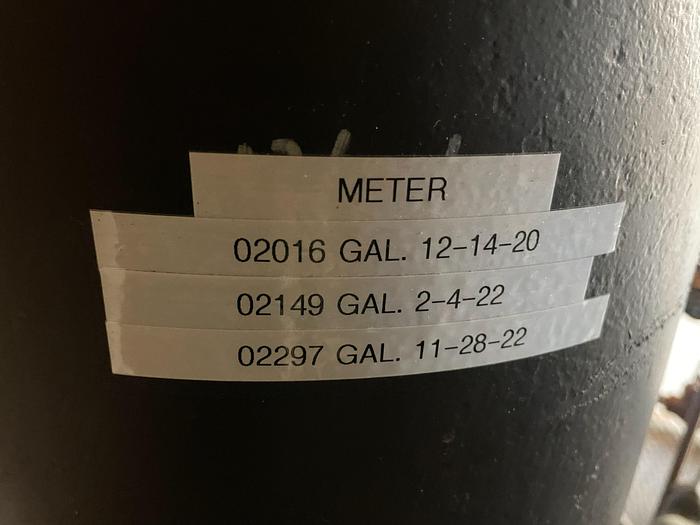 METER
02016 GAL. 12-14-20
02149 GAL. 2-4-22
02297 GAL. 11-28-22